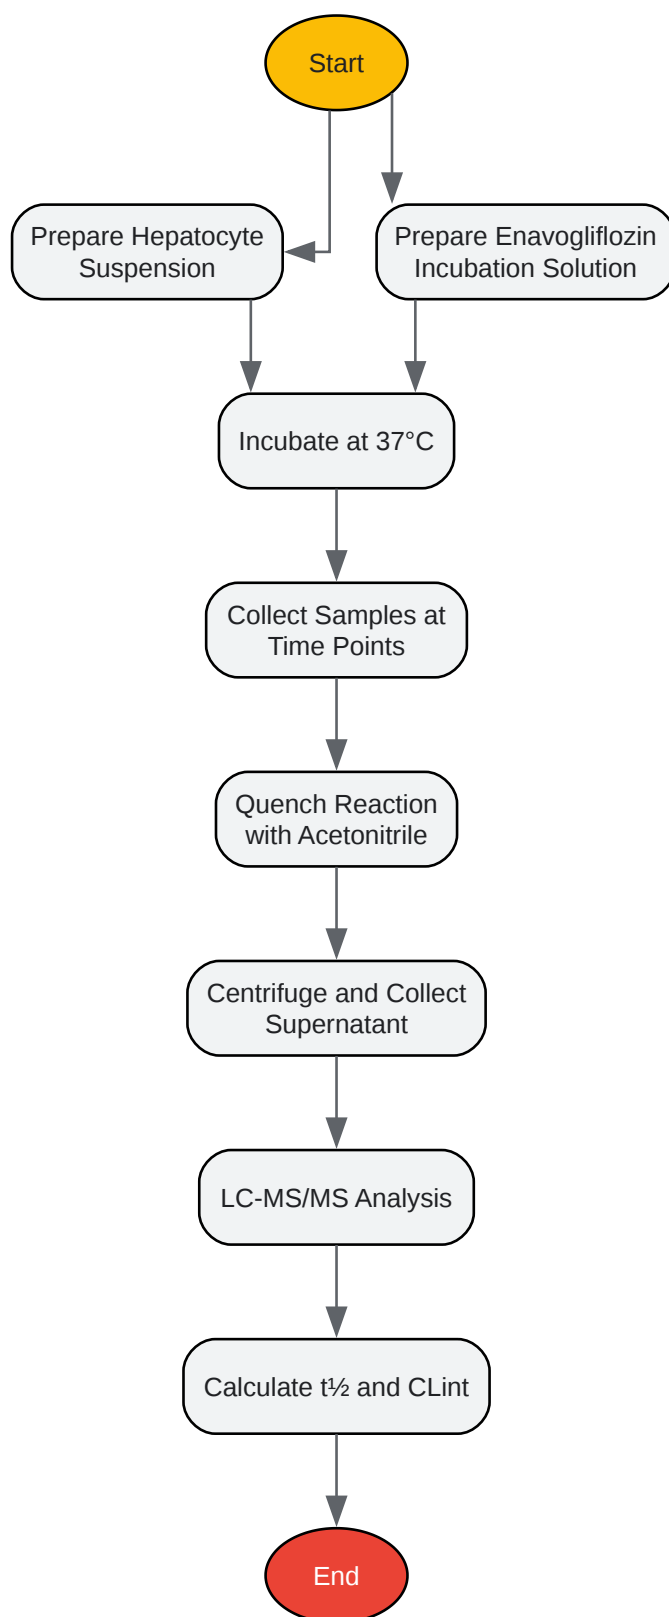 Start
Prepare Hepatocyte
Suspension
Prepare Enavogliflozin
Incubation Solution
Incubate at 37°C
Collect Samples at
Time Points
Quench Reaction
with Acetonitrile
Centrifuge and Collect
Supernatant
LC-MS/MS Analysis
Calculate t½ and CLint
End